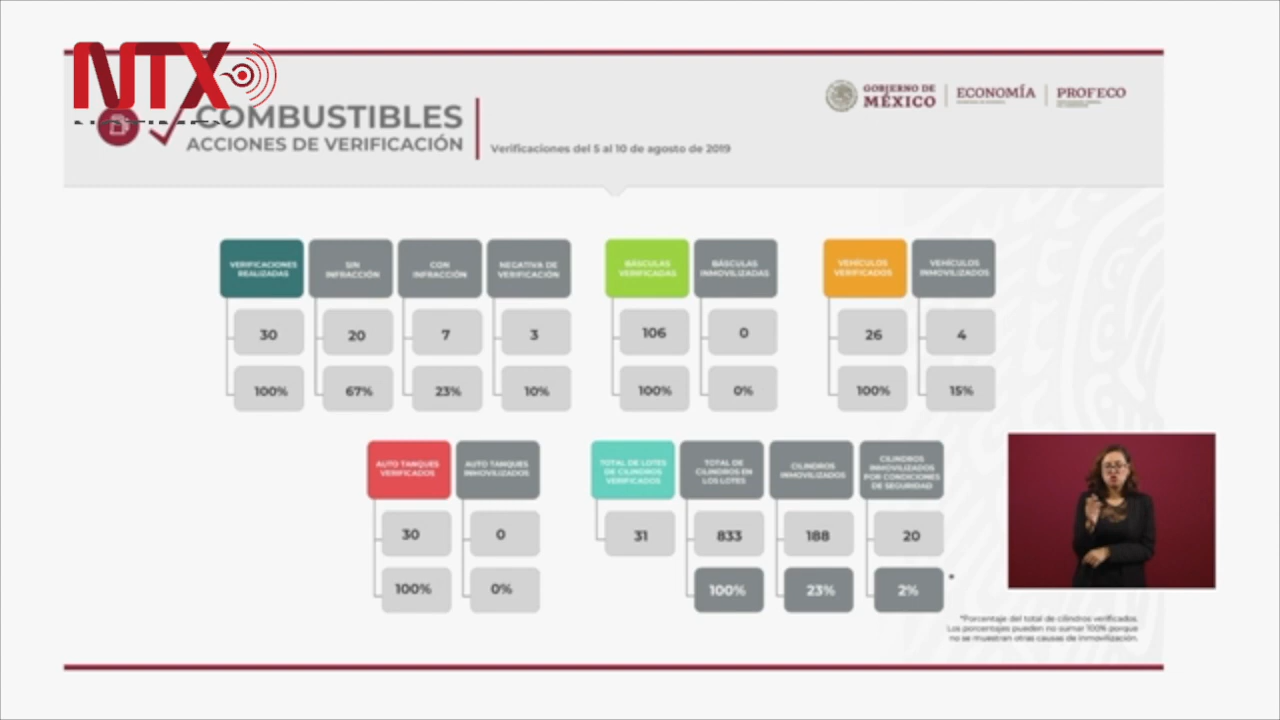 NTX
GOBIERNO DE
MÉXICO
ECONOMÍA
PROFECO
COMBUSTIBLES
ACCIONES DE VERIFICACIÓN
Verificaciones del 5 al 10 de agosto de 2019
VERIFICACIONES
REALIZADAS
30
100%
SIN
INFRACCIÓN
20
67%
CON
INFRACCIÓN
7
23%
NEGATIVA DE
VERIFICACIÓN
3
10%
BÁSCULAS
VERIFICADAS
106
100%
BÁSCULAS
INMOVILIZADAS
0
0%
VEHÍCULOS
VERIFICADOS
26
100%
VEHÍCULOS
INMOVILIZADOS
4
15%
AUTO TANQUES
VERIFICADOS
30
100%
AUTO TANQUES
INMOVILIZADOS
0
0%
TOTAL DE LOTES
DE CILINDROS
VERIFICADOS
31
TOTAL DE
CILINDROS EN
LOS LOTES
833
100%
CILINDROS
INMOVILIZADOS
188
23%
CILINDROS
INMOVILIZADOS
POR CONDICIONES
DE SEGURIDAD
20
2%
*
*Porcentaje del total de cilindros verificados.
Los porcentajes pueden no sumar 100% porque
no se muestran otras causas de inmovilización.